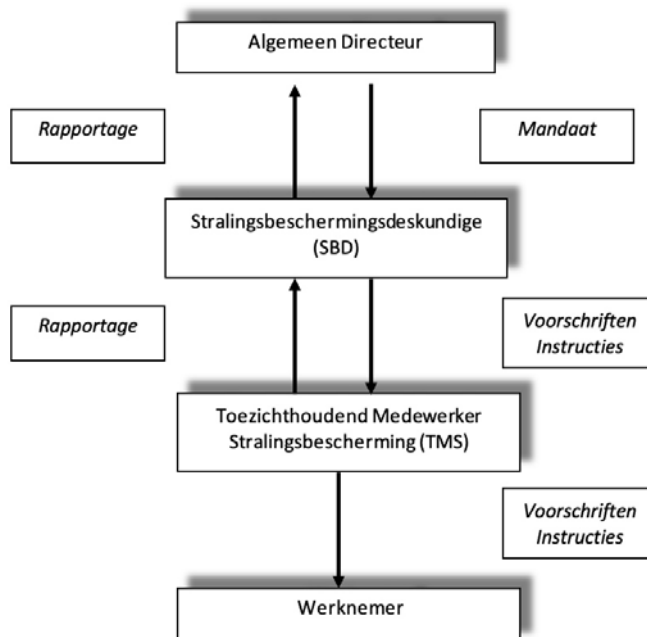 Algemeen Directeur
Rapportage
Mandaat
Stralingsbeschermingsdeskundige
(SBD)
Rapportage
Voorschriften
Instructies
Toezichthoudend Medewerker
Stralingsbescherming (TMS)
Voorschriften
Instructies
Werknemer